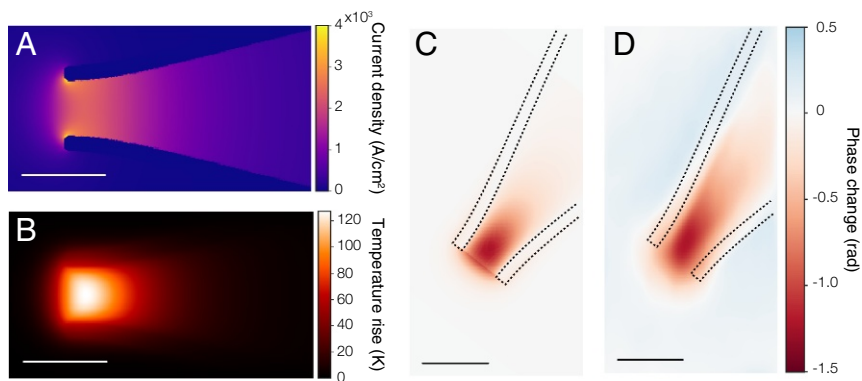 A
4 ×10³
3
2
1
0
Current density (A/cm²)
B
120
100
80
60
40
20
0
Temperature rise (K)
C
D
0.5
0
-0.5
-1.0
-1.5
Phase change (rad)